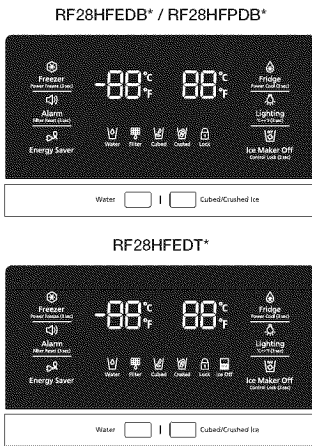 RF28HFEDB* / RF28HFPDB*
Freezer
Power Freeze (3 sec)
Alarm
Filter Reset (3 sec)
Energy Saver
-88°C °F
88°C °F
Water Filter Cubed Crushed Lock
Fridge
Power Cool (3 sec)
Lighting
°C↔°F (3 sec)
Ice Maker Off
Control Lock (3 sec)
Water Cubed/Crushed Ice
RF28HFEDT*
Freezer
Power Freeze (3 sec)
Alarm
Filter Reset (3 sec)
Energy Saver
-88°C °F
88°C °F
Water Filter Cubed Crushed Lock Ice Off
Fridge
Power Cool (3 sec)
Lighting
°C↔°F (3 sec)
Ice Maker Off
Control Lock (3 sec)
Water Cubed/Crushed Ice